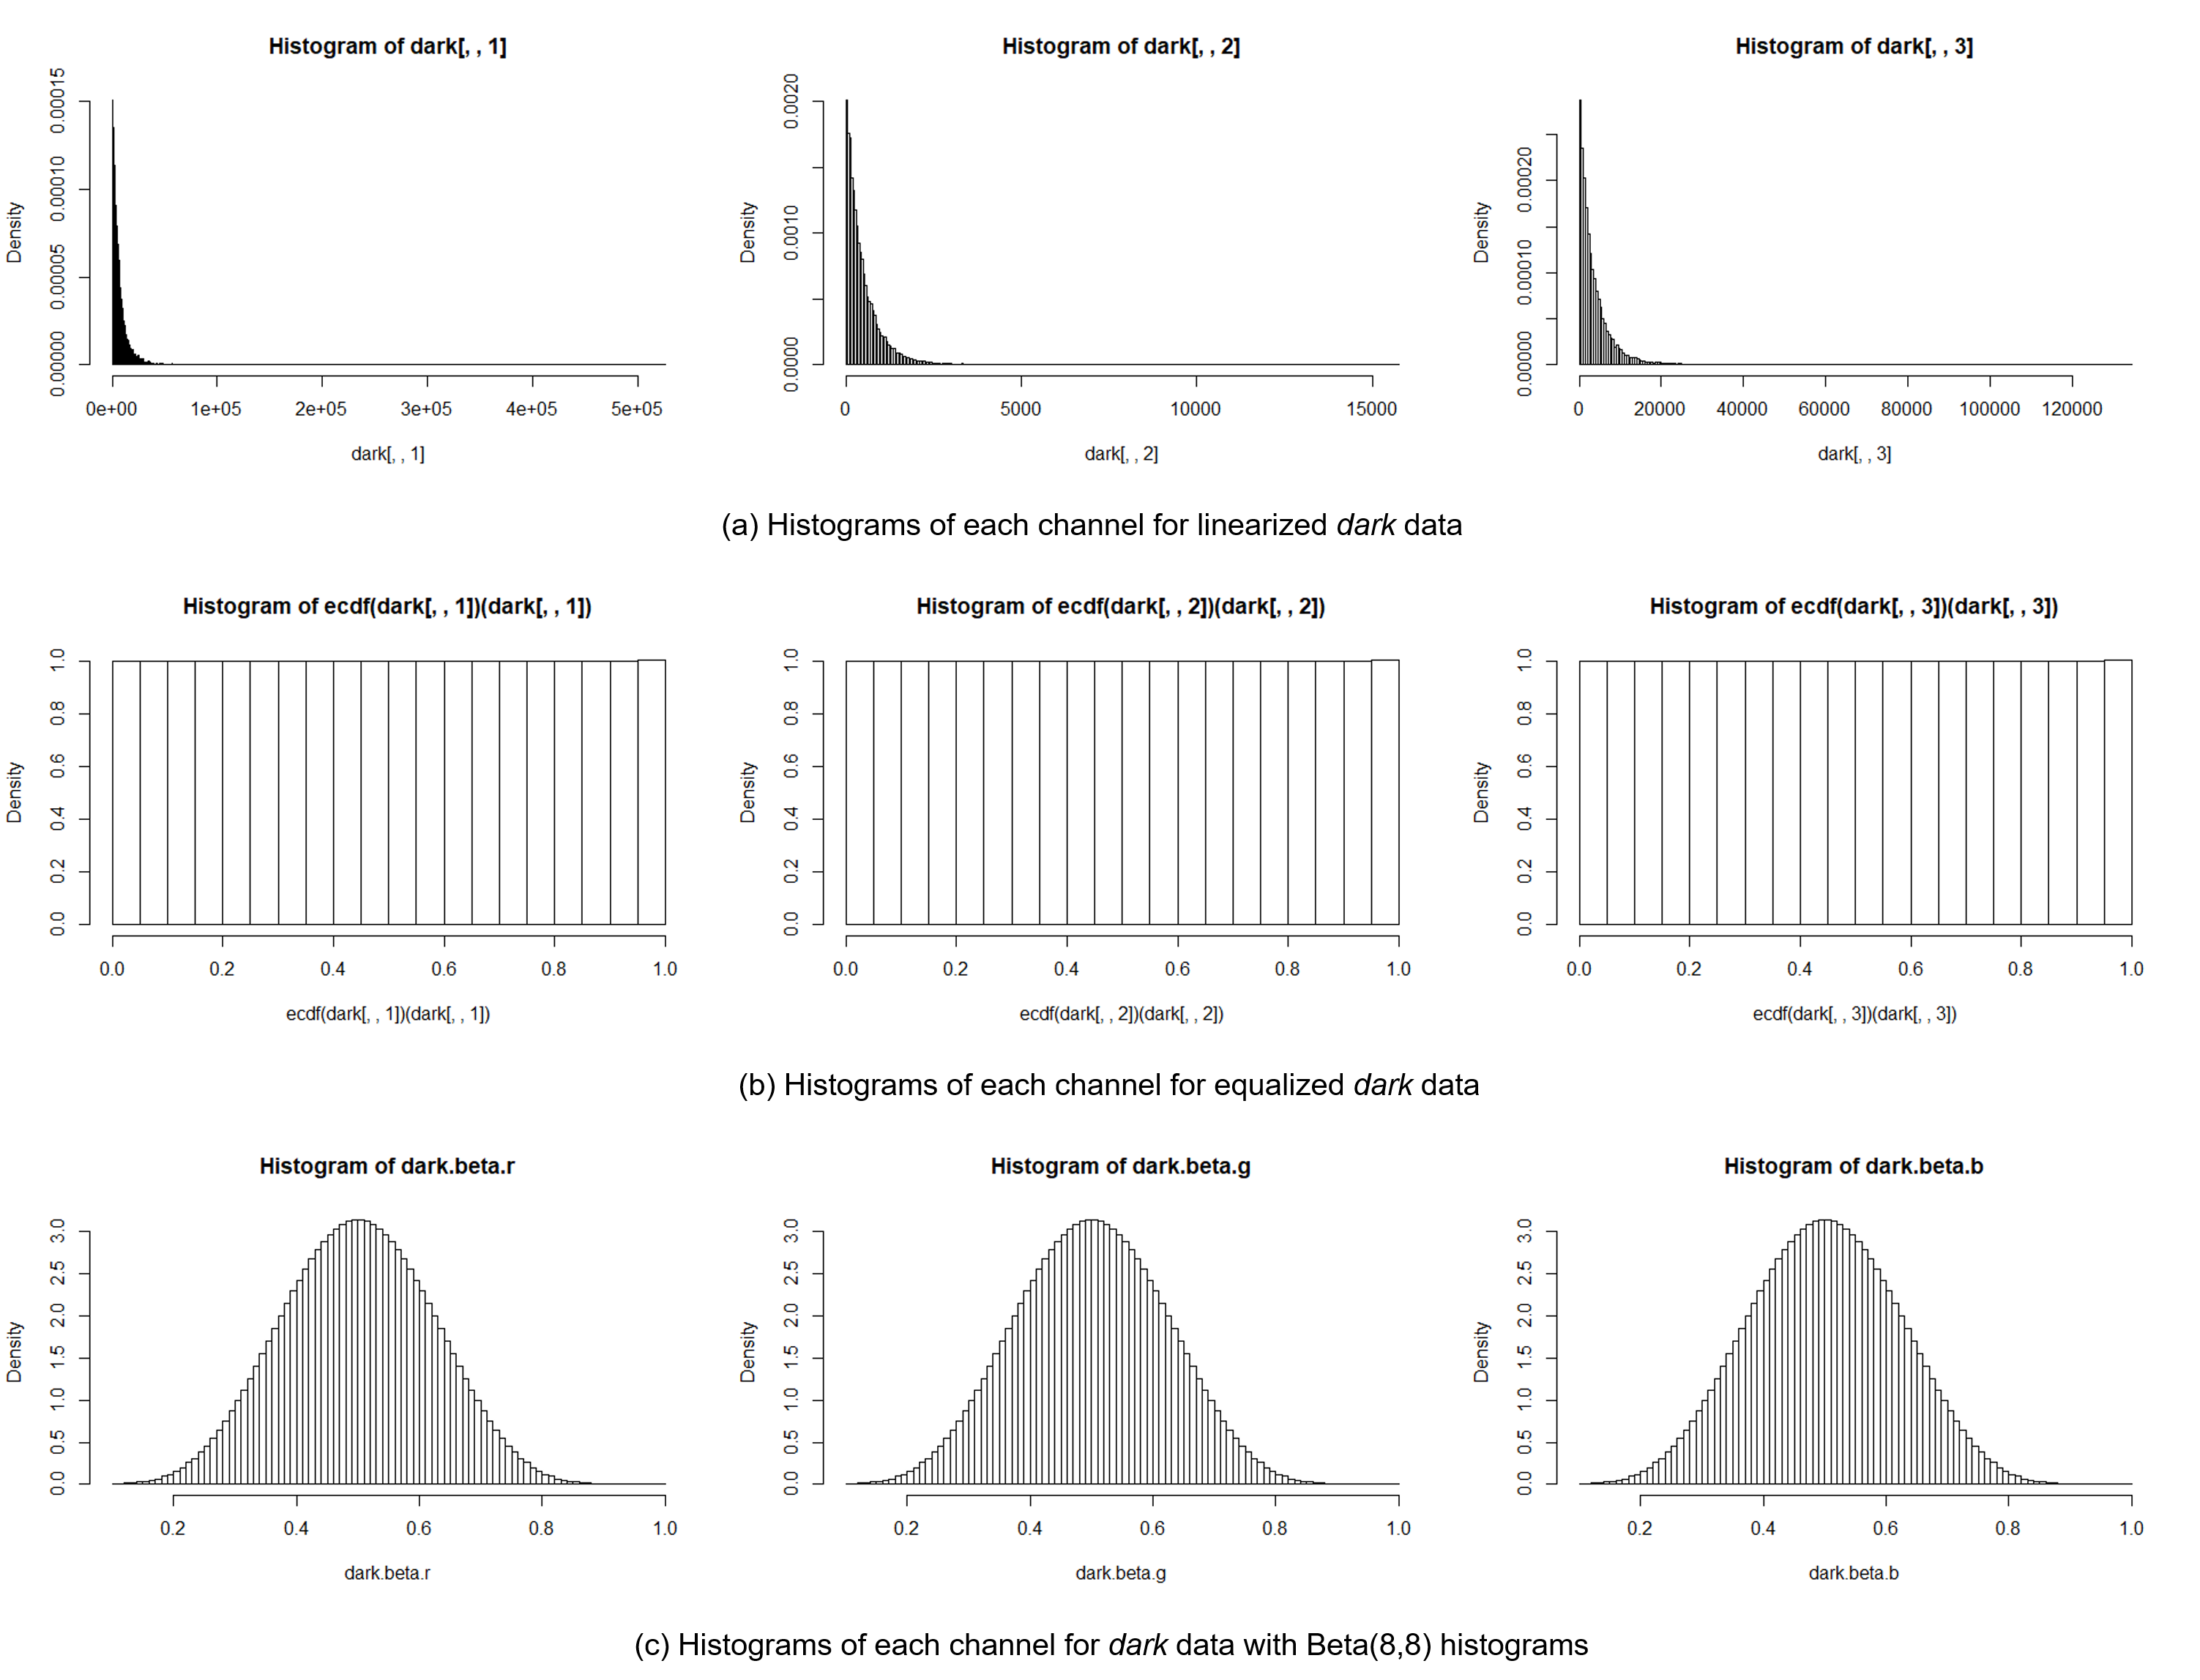 Histogram of dark[, , 1]
Histogram of dark[, , 2]
Histogram of dark[, , 3]
Density
0.00000 0.00005 0.00010 0.00015
0e+00 1e+05 2e+05 3e+05 4e+05 5e+05
dark[, , 1]
Density
0.0000 0.0010 0.0020
0 5000 10000 15000
dark[, , 2]
Density
0.00000 0.00010 0.00020
0 20000 40000 60000 80000 100000 120000
dark[, , 3]
(a) Histograms of each channel for linearized dark data
Histogram of ecdf(dark[, , 1])(dark[, , 1])
Histogram of ecdf(dark[, , 2])(dark[, , 2])
Histogram of ecdf(dark[, , 3])(dark[, , 3])
Density
0.0 0.2 0.4 0.6 0.8 1.0
0.0 0.2 0.4 0.6 0.8 1.0
ecdf(dark[, , 1])(dark[, , 1])
Density
0.0 0.2 0.4 0.6 0.8 1.0
0.0 0.2 0.4 0.6 0.8 1.0
ecdf(dark[, , 2])(dark[, , 2])
Density
0.0 0.2 0.4 0.6 0.8 1.0
0.0 0.2 0.4 0.6 0.8 1.0
ecdf(dark[, , 3])(dark[, , 3])
(b) Histograms of each channel for equalized dark data
Histogram of dark.beta.r
Histogram of dark.beta.g
Histogram of dark.beta.b
Density
0.0 0.5 1.0 1.5 2.0 2.5 3.0
0.2 0.4 0.6 0.8 1.0
dark.beta.r
Density
0.0 0.5 1.0 1.5 2.0 2.5 3.0
0.2 0.4 0.6 0.8 1.0
dark.beta.g
Density
0.0 0.5 1.0 1.5 2.0 2.5 3.0
0.2 0.4 0.6 0.8 1.0
dark.beta.b
(c) Histograms of each channel for dark data with Beta(8,8) histograms